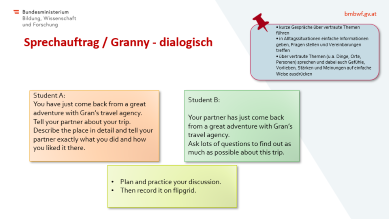 Bundesministerium
Bildung, Wissenschaft
und Forschung
bmbwf.gv.at
Sprechauftrag / Granny - dialogisch
• kurze Gespräche über vertraute Themen
führen
• in Alltagssituationen einfache Informationen
geben, Fragen stellen und Vereinbarungen
treffen
• über vertraute Themen (v.a. Dinge, Orte,
Personen) sprechen und dabei auch Gefühle,
Vorlieben, Stärken und Meinungen auf einfache
Weise ausdrücken
Student A:
You have just come back from a great
adventure with Gran's travel agency.
Tell your partner about your trip.
Describe the place in detail and tell your
partner exactly what you did and how
you liked it there.
Student B:
Your partner has just come back
from a great adventure with Gran's
travel agency.
Ask lots of questions to find out as
much as possible about this trip.
• Plan and practice your discussion.
• Then record it on flipgrid.